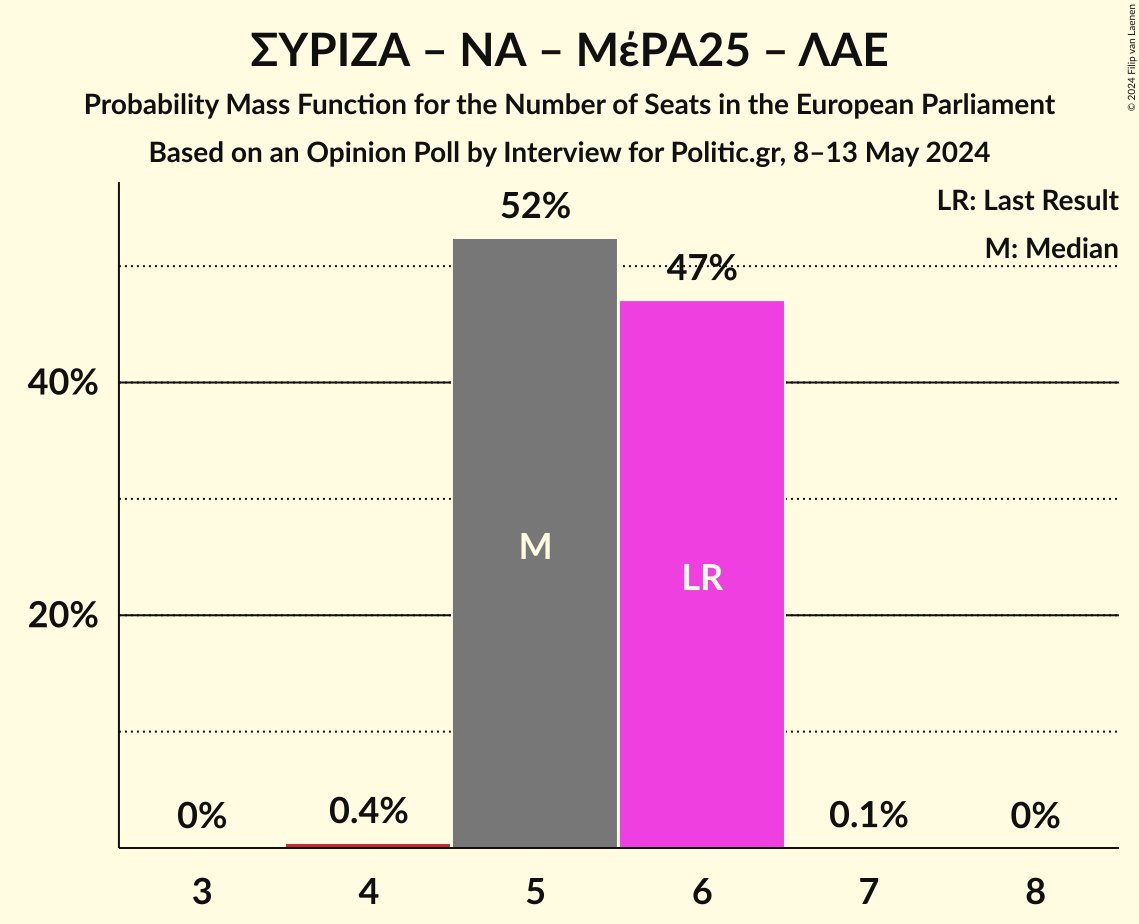 ΣΥΡΙΖΑ – ΝΑ – ΜέΡΑ25 – ΛΑΕ
Probability Mass Function for the Number of Seats in the European Parliament
Based on an Opinion Poll by Interview for Politic.gr, 8–13 May 2024
© 2024 Filip van Laenen
LR: Last Result
M: Median
52%
47%
40%
M
LR
20%
0%
0.4%
0.1%
0%
3
4
5
6
7
8